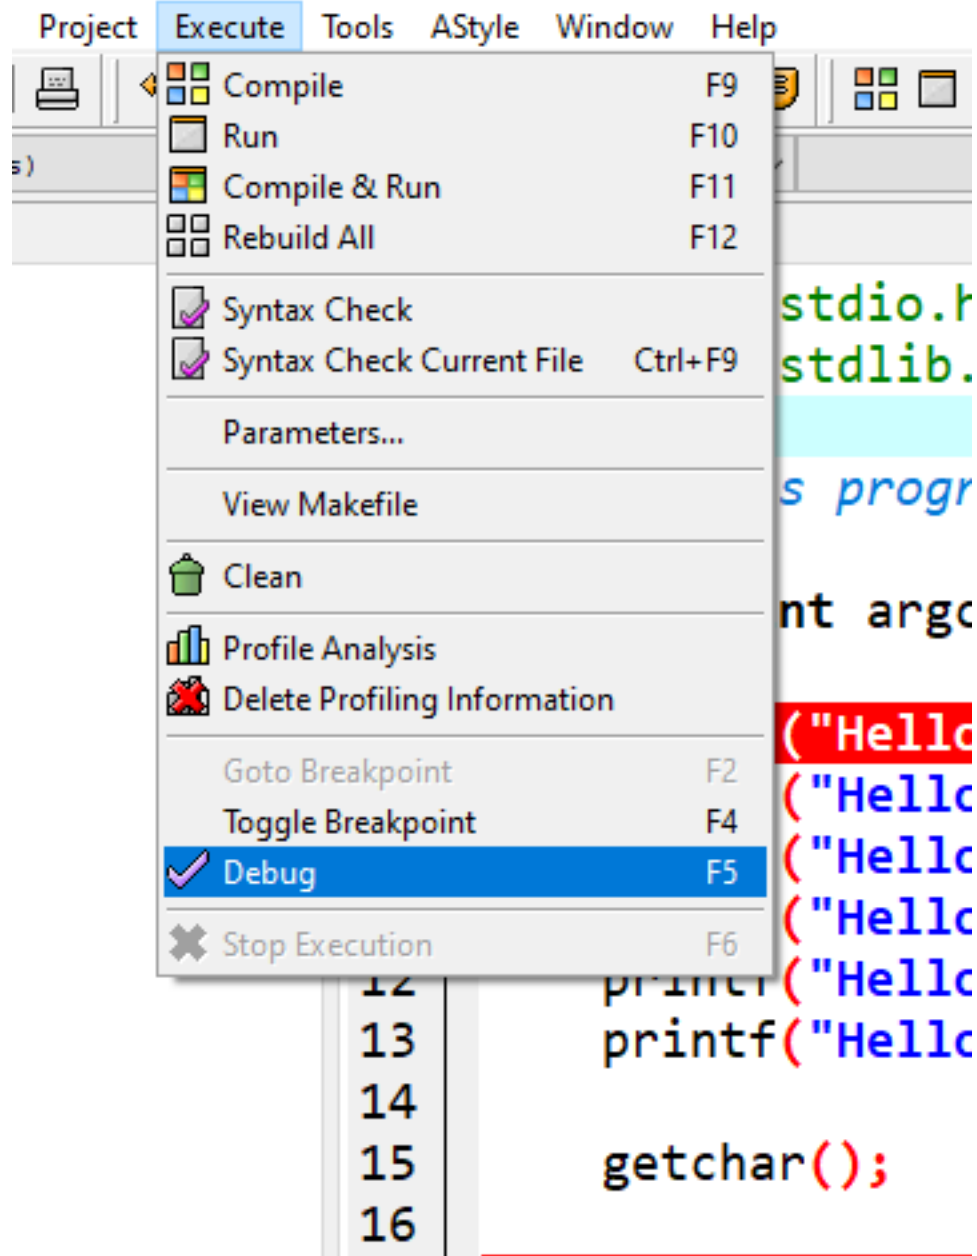 Project Execute Tools AStyle Window Help
s)
Compile F9
Run F10
Compile & Run F11
Rebuild All F12
Syntax Check
Syntax Check Current File Ctrl+F9
Parameters...
View Makefile
Clean
Profile Analysis
Delete Profiling Information
Goto Breakpoint F2
Toggle Breakpoint F4
Debug F5
Stop Execution F6
stdio.h
stdlib.
s progr
nt argc
("Hello
("Hello
("Hello
("Hello
12 printf("Hello
13 printf("Hello
14
15 getchar();
16